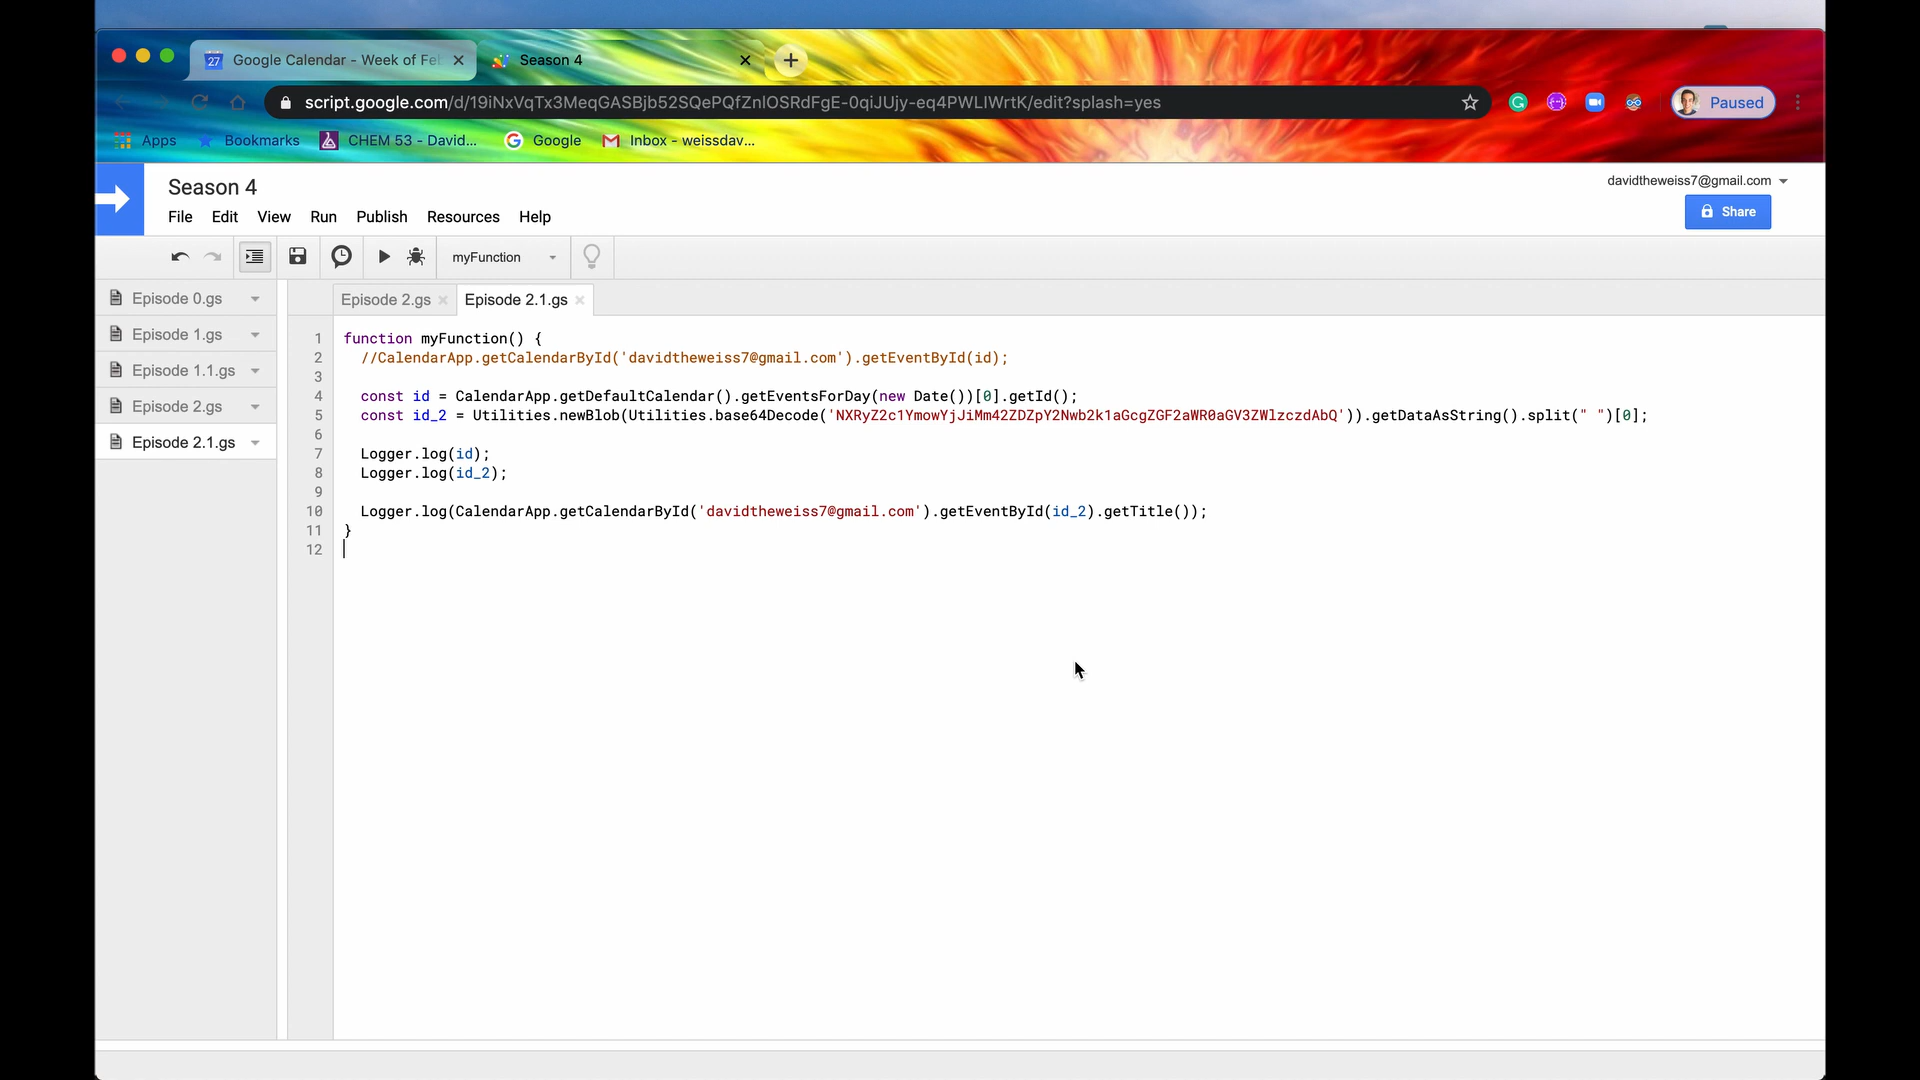 27 Google Calendar - Week of Feb
Season 4
script.google.com/d/19iNxVqTx3MeqGASBjb52SQePQfZnlOSRdFgE-0qiJUjy-eq4PWLIWrtK/edit?splash=yes
Paused
Apps Bookmarks CHEM 53 - David... Google Inbox - weissdav...
Season 4
davidtheweiss7@gmail.com
File Edit View Run Publish Resources Help
Share
myFunction
Episode 0.gs
Episode 1.gs
Episode 1.1.gs
Episode 2.gs
Episode 2.1.gs
Episode 2.gs Episode 2.1.gs
1 function myFunction() {
2 //CalendarApp.getCalendarById('davidtheweiss7@gmail.com').getEventById(id);
3
4 const id = CalendarApp.getDefaultCalendar().getEventsForDay(new Date())[0].getId();
5 const id_2 = Utilities.newBlob(Utilities.base64Decode('NXRyZ2c1YmowYjJiMm42ZDZpY2Nwb2k1aGcgZGF2aWR0aGV3ZWlzczdAbQ')).getDataAsString().split(" ")[0];
6
7 Logger.log(id);
8 Logger.log(id_2);
9
10 Logger.log(CalendarApp.getCalendarById('davidtheweiss7@gmail.com').getEventById(id_2).getTitle());
11 }
12